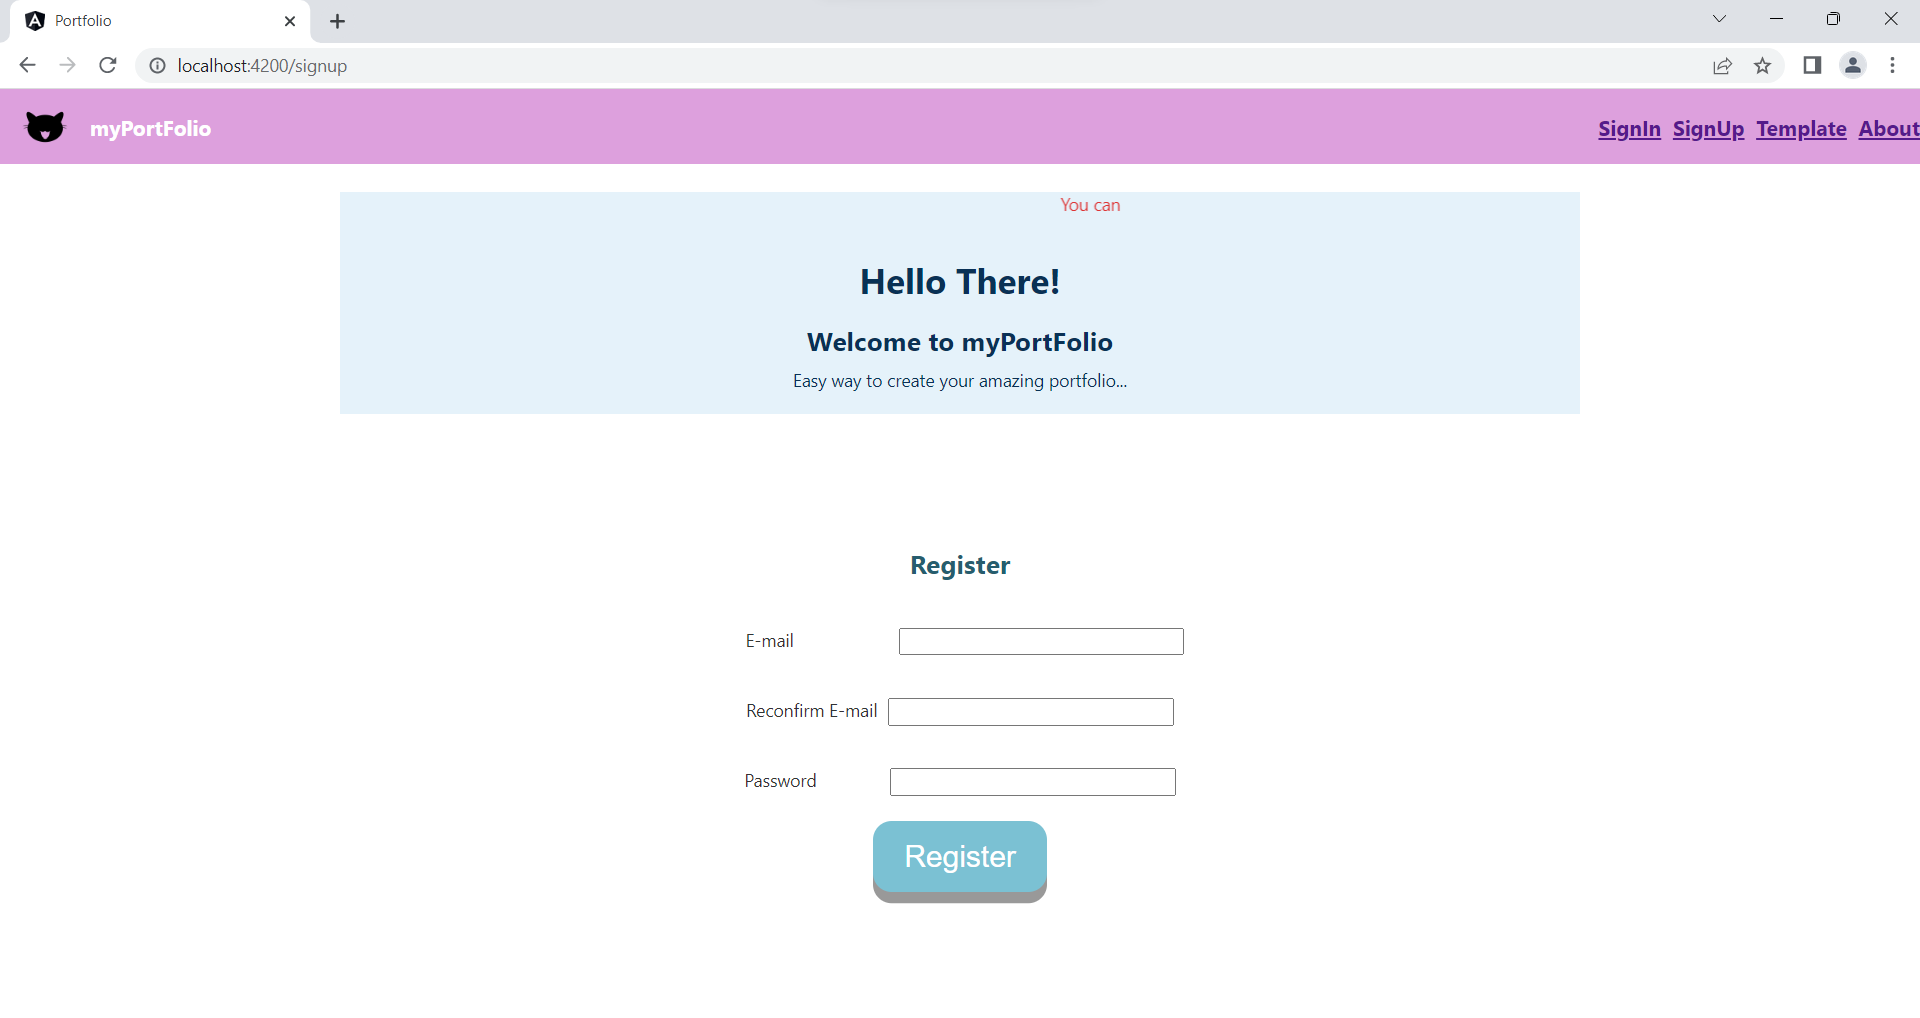 Portfolio
localhost:4200/signup
myPortFolio SignIn SignUp Template About
You can
Hello There!
Welcome to myPortFolio
Easy way to create your amazing portfolio...
Register
E-mail
Reconfirm E-mail
Password
Register